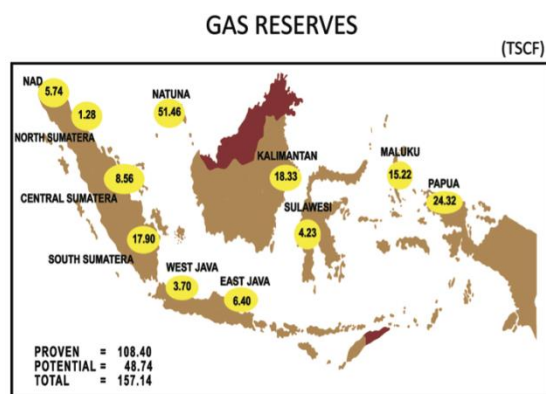 GAS RESERVES
(TSCF)
NAD
5.74
1.28
NORTH SUMATERA
NATUNA
51.46
8.56
CENTRAL SUMATERA
KALIMANTAN
18.33
MALUKU
15.22
PAPUA
24.32
SULAWESI
4.23
17.90
SOUTH SUMATERA
WEST JAVA
3.70
EAST JAVA
6.40
PROVEN = 108.40
POTENTIAL = 48.74
TOTAL = 157.14